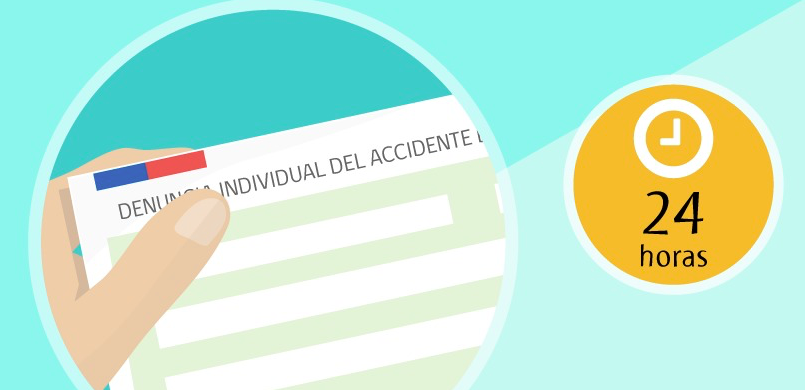 DENUNCIA INDIVIDUAL DEL ACCIDENTE
24
horas